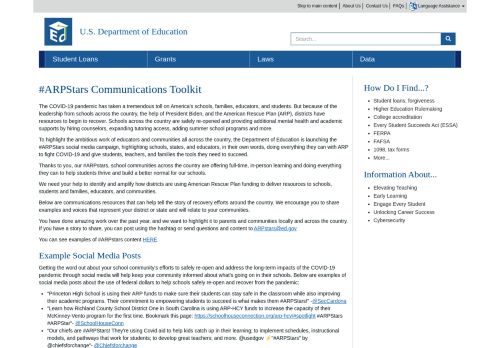 Skip to main content | About Us | Contact Us | FAQs | Language Assistance
U.S. Department of Education
Search...
Student Loans
Grants
Laws
Data
#ARPStars Communications Toolkit
The COVID-19 pandemic has taken a tremendous toll on America's schools, families, educators, and students. But because of the
leadership from schools across the country, the help of President Biden, and the American Rescue Plan (ARP), districts have
resources to begin to recover. Schools across the country are safely re-opened and providing additional mental health and academic
supports by hiring counselors, expanding tutoring access, adding summer school programs and more.
To highlight the ambitious work of educators and communities all across the country, the Department of Education is launching the
#ARPStars social media campaign, highlighting schools, states, and educators, in their own words, doing everything they can with ARP
to fight COVID-19 and give students, teachers, and families the tools they need to succeed.
Thanks to you, our #ARPstars, school communities across the country are offering full-time, in-person learning and doing everything
they can to help students thrive and build a better normal for our schools.
We need your help to identify and amplify how districts are using American Rescue Plan funding to deliver resources to schools,
students and families, educators, and communities.
Below are communications resources that can help tell the story of recovery efforts around the country. We encourage you to share
examples and voices that represent your district or state and will relate to your communities.
You have done amazing work over the past year, and we want to highlight it to parents and communities locally and across the country.
If you have a story to share, you can post using the hashtag or send questions and content to ARPstars@ed.gov
You can see examples of #ARPstars content HERE
Example Social Media Posts
Getting the word out about your school community's efforts to safely re-open and address the long-term impacts of the COVID-19
pandemic through social media will help keep your community informed about what's going on in their schools. Below are examples of
social media posts about the use of federal dollars to help schools safely re-open and recover from the pandemic:
• "Princeton High School is using their ARP funds to make sure their students can stay safe in the classroom while also improving
their academic programs. Their commitment to empowering students to succeed is what makes them #ARPStars!" -@SecCardona
• "Learn how Richland County School District One in South Carolina is using ARP-HCY funds to increase the capacity of their
McKinney-Vento program for the first time. Bookmark this page: https://schoolhouseconnection.org/arp-hcy/#spotlight #ARPStars
#ARPStar"- @SchoolHouseConn
• "Our chiefs are #ARPStars! They're using Covid aid to help kids catch up in their learning; to implement schedules, instructional
models, and pathways that work for students; to develop great teachers; and more. @usedgov ⚡"#ARPStars" by
@chiefsforchange"- @Chiefsforchange
How Do I Find...?
• Student loans, forgiveness
• Higher Education Rulemaking
• College accreditation
• Every Student Succeeds Act (ESSA)
• FERPA
• FAFSA
• 1098, tax forms
• More...
Information About...
• Elevating Teaching
• Early Learning
• Engage Every Student
• Unlocking Career Success
• Cybersecurity